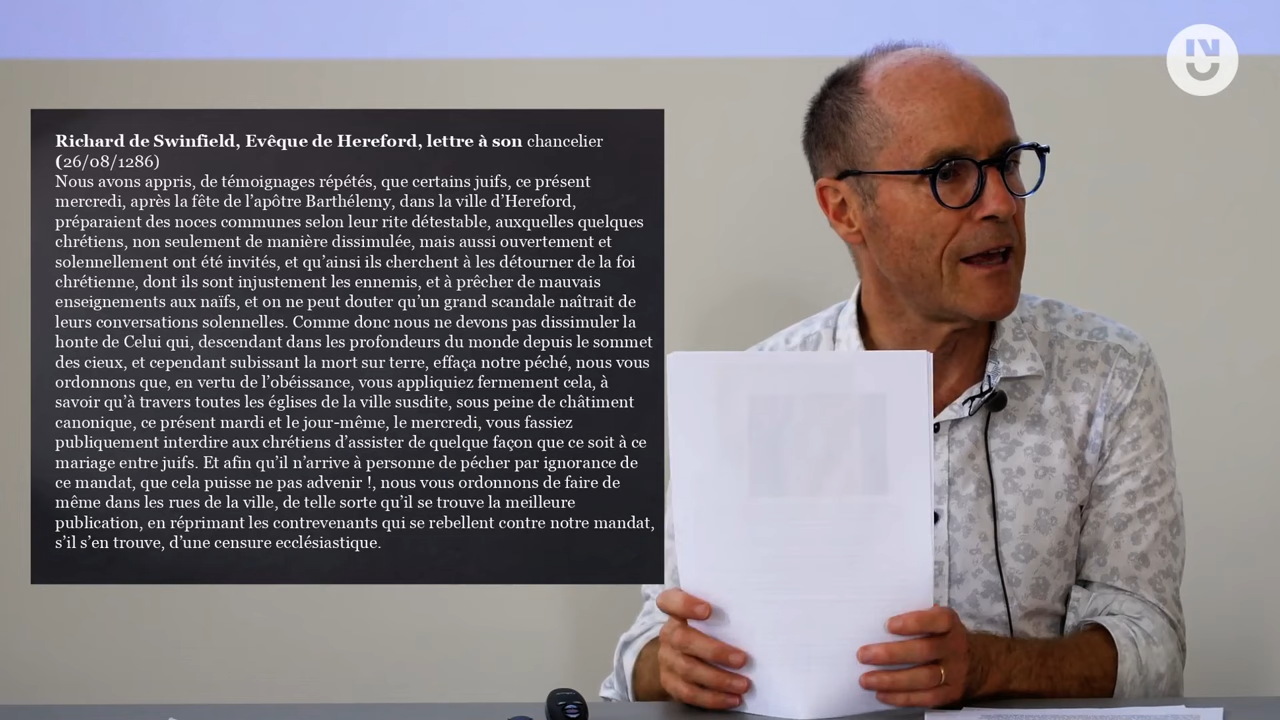 Richard de Swinfield, Evêque de Hereford, lettre à son chancelier
(26/08/1286)
Nous avons appris, de témoignages répétés, que certains juifs, ce présent
mercredi, après la fête de l’apôtre Barthélemy, dans la ville d’Hereford,
préparaient des noces communes selon leur rite détestable, auxquelles quelques
chrétiens, non seulement de manière dissimulée, mais aussi ouvertement et
solennellement ont été invités, et qu’ainsi ils cherchent à les détourner de la foi
chrétienne, dont ils sont injustement les ennemis, et à prêcher de mauvais
enseignements aux naïfs, et on ne peut douter qu’un grand scandale naîtrait de
leurs conversations solennelles. Comme donc nous ne devons pas dissimuler la
honte de Celui qui, descendant dans les profondeurs du monde depuis le sommet
des cieux, et cependant subissant la mort sur terre, effaça notre péché, nous vous
ordonnons que, en vertu de l’obéissance, vous appliquiez fermement cela, à
savoir qu’à travers toutes les églises de la ville susdite, sous peine de châtiment
canonique, ce présent mardi et le jour-même, le mercredi, vous fassiez
publiquement interdire aux chrétiens d’assister de quelque façon que ce soit à ce
mariage entre juifs. Et afin qu’il n’arrive à personne de pécher par ignorance de
ce mandat, que cela puisse ne pas advenir !, nous vous ordonnons de faire de
même dans les rues de la ville, de telle sorte qu’il se trouve la meilleure
publication, en réprimant les contrevenants qui se rebellent contre notre mandat,
s’il s’en trouve, d’une censure ecclésiastique.